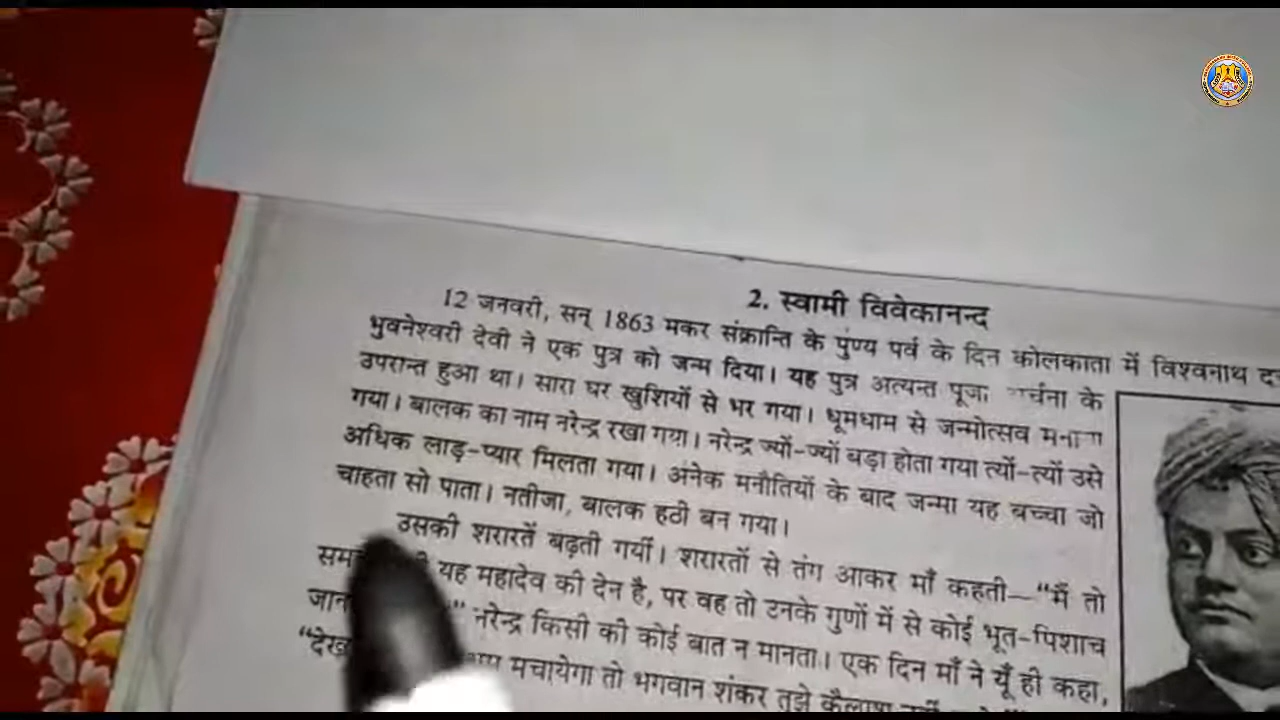 2. स्वामी विवेकानन्द
12 जनवरी, सन् 1863 मकर संक्रान्ति के पुण्य पर्व के दिन कोलकाता में विश्वनाथ
भुवनेश्वरी देवी ने एक पुत्र को जन्म दिया। यह पुत्र अत्यन्त पूजा के
उपरान्त हुआ था। सारा घर खुशियों से भर गया। धूमधाम से जन्मोत्सव
गया। बालक का नाम नरेन्द्र रखा गया। नरेन्द्र ज्यों-ज्यों बड़ा होता गया त्यों-त्यों उसे
अधिक लाड़-प्यार मिलता गया। अनेक मनौतियों के बाद जन्मा यह बच्चा जो
चाहता सो पाता। नतीजा, बालक हठी बन गया।
उसकी शरारतें बढ़ती गयीं। शरारतों से तंग आकर माँ कहती—“मैं तो
यह महादेव की देन है, पर वह तो उनके गुणों में से कोई भूत-पिशाच
नरेन्द्र किसी की कोई बात न मानता। एक दिन माँ ने यूँ ही कहा,
मचायेगा तो भगवान शंकर तुझे कैलाश